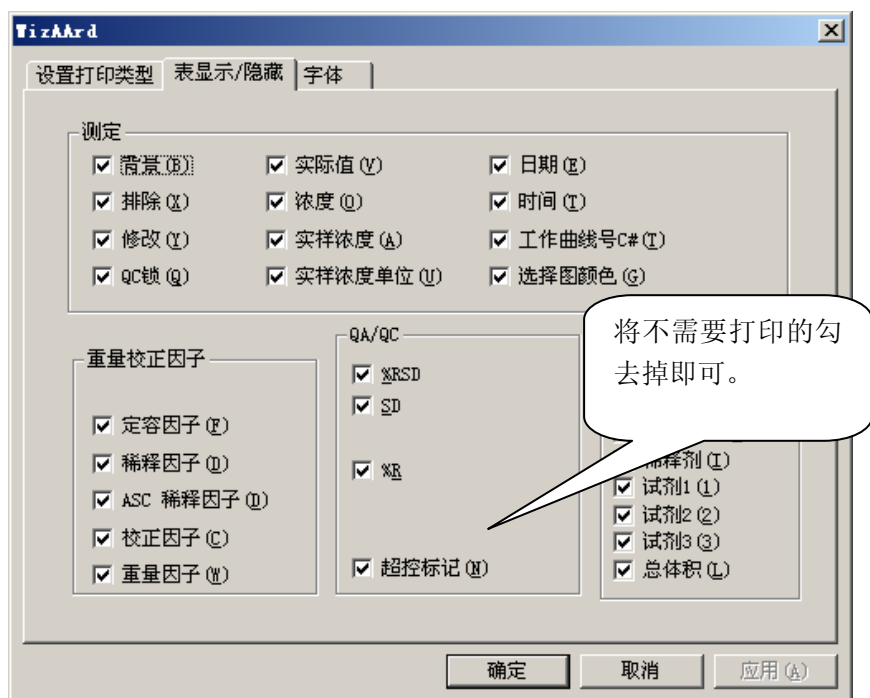 WizAArd
设置打印类型 表显示/隐藏 字体
测定
背景(B) 实际值(V) 日期(E)
排除(X) 浓度(O) 时间(T)
修改(Y) 实样浓度(A) 工作曲线号C#(T)
QC锁(Q) 实样浓度单位(U) 选择图颜色(G)
重量校正因子
定容因子(F)
稀释因子(D)
ASC 稀释因子(D)
校正因子(C)
重量因子(W)
QA/QC
%RSD
SD
%R
超控标记(N)
将不需要打印的勾
去掉即可。
稀释剂(I)
试剂1(1)
试剂2(2)
试剂3(3)
总体积(L)
确定 取消 应用(A)